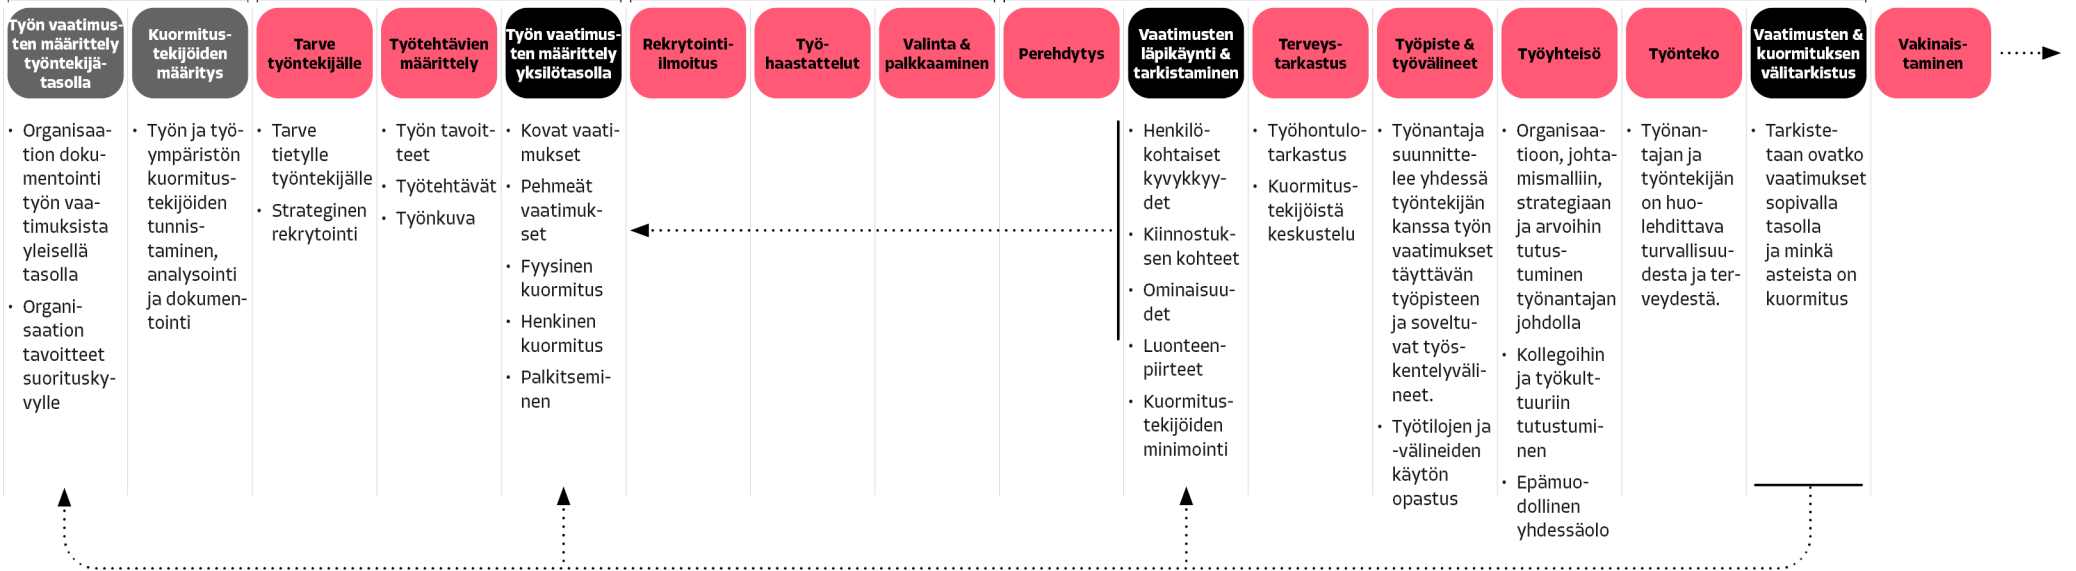 Työn vaatimus-
ten määrittely
työntekijä-
tasolla
Kuormitus-
tekijöiden
määritys
Tarve
työntekijälle
Työtehtävien
määrittely
Työn vaatimus-
ten määrittely
yksilötasolla
Rekrytointi-
ilmoitus
Työ-
haastattelut
Valinta &
palkkaaminen
Perehdytys
Vaatimusten
läpikäynti &
tarkistaminen
Terveys-
tarkastus
Työpiste &
työvälineet
Työyhteisö
Työnteko
Vaatimusten &
kuormituksen
välitarkistus
Vakinais-
taminen
• Organisaa-
tion doku-
mentointi
työn vaa-
timuksista
yleisellä
tasolla
• Organi-
saation
tavoitteet
suoritusky-
vylle
• Työn ja työ-
ympäristön
kuormitus-
tekijöiden
tunnis-
taminen,
analysointi
ja dokumen-
tointi
• Tarve
tietylle
työntekijälle
• Strateginen
rekrytointi
• Työn tavoit-
teet
• Työtehtävät
• Työnkuva
• Kovat vaati-
mukset
• Pehmeät
vaatimuk-
set
• Fyysinen
kuormitus
• Henkinen
kuormitus
• Palkitsemi-
nen
• Henkilö-
kohtaiset
kyvykkyy-
det
• Kiinnostuk-
sen kohteet
• Ominaisuu-
det
• Luonteen-
piirteet
• Kuormitus-
tekijöiden
minimointi
• Työhontulo-
tarkastus
• Kuormitus-
tekijöistä
keskustelu
• Työnantaja
suunnitte-
lee yhdessä
työntekijän
kanssa työn
vaatimukset
täyttävän
työpisteen
ja soveltu-
vat työs-
kentelyväli-
neet.
• Työtilojen ja
-välineiden
käytön
opastus
• Organisaa-
tioon, johta-
mismalliin,
strategiaan
ja arvoihin
tutus-
tuminen
työnantajan
johdolla
• Kollegoihin
ja työkult-
tuuriin
tutustumi-
nen
• Epämuo-
dollinen
yhdessäolo
• Työnan-
tajan ja
työntekijän
on huo-
lehdittava
turvallisuu-
desta ja ter-
veydestä.
• Tarkiste-
taan ovatko
vaatimukset
sopivalla
tasolla
ja minkä
asteista on
kuormitus